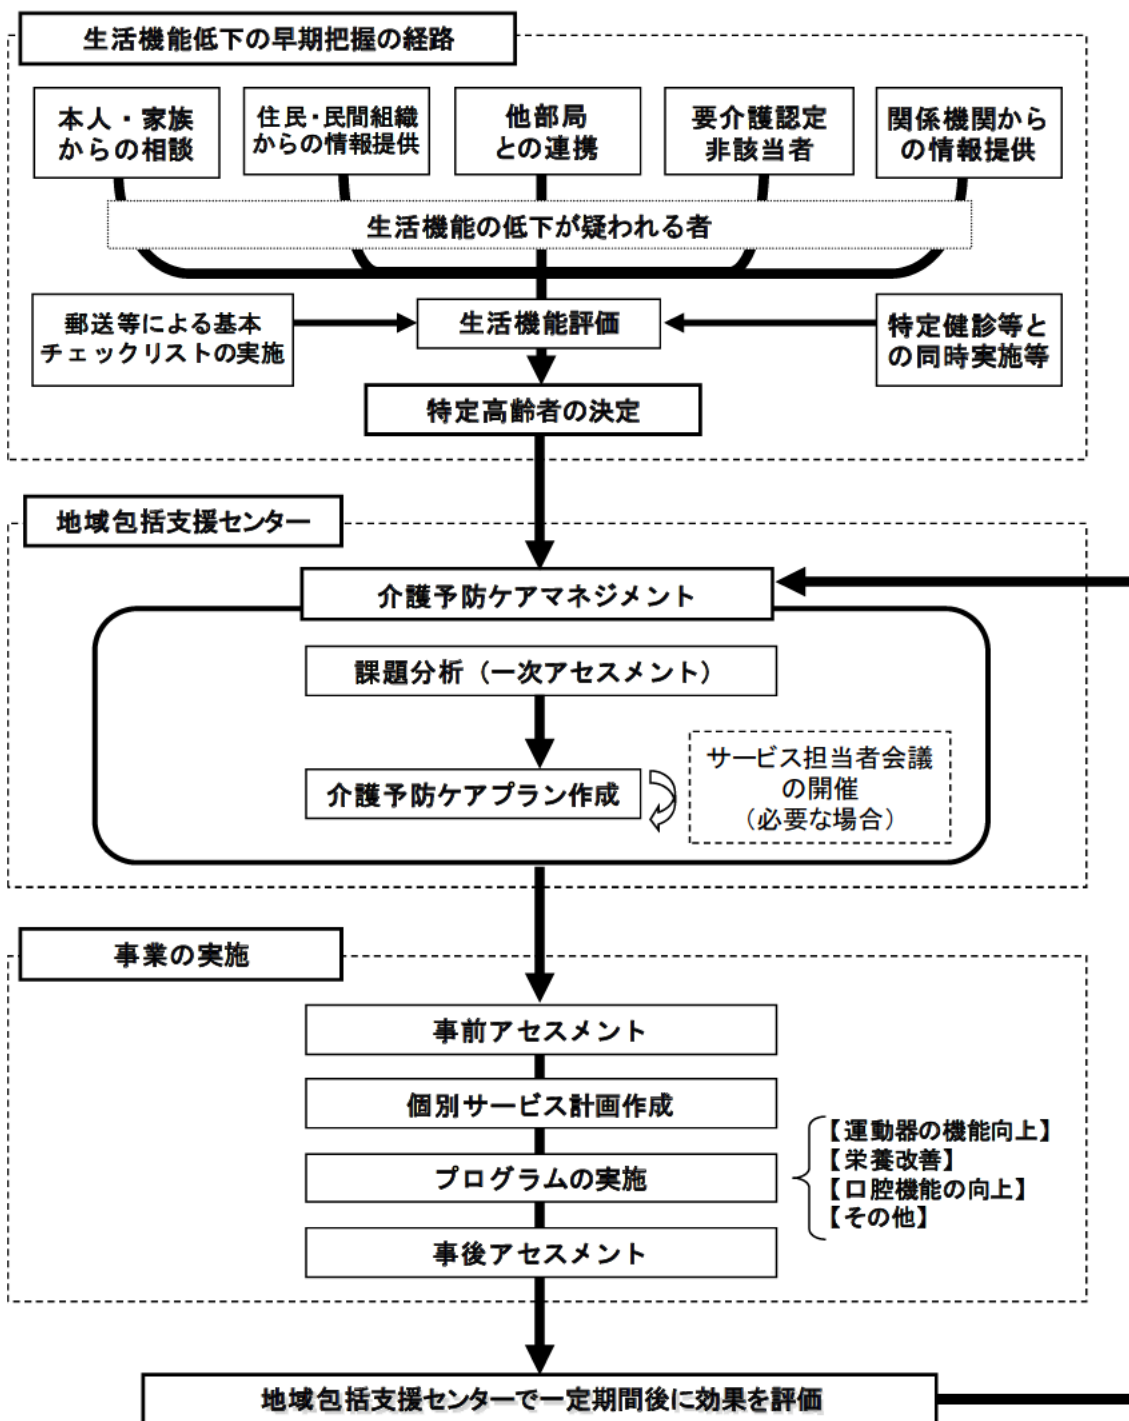 生活機能低下の早期把握の経路
本人・家族
からの相談
住民・民間組織
からの情報提供
他部局
との連携
要介護認定
非該当者
関係機関から
の情報提供
生活機能の低下が疑われる者
郵送等による基本
チェックリストの実施
生活機能評価
特定健診等と
の同時実施等
特定高齢者の決定
地域包括支援センター
介護予防ケアマネジメント
課題分析（一次アセスメント）
介護予防ケアプラン作成
サービス担当者会議
の開催
（必要な場合）
事業の実施
事前アセスメント
個別サービス計画作成
プログラムの実施
【運動器の機能向上】
【栄養改善】
【口腔機能の向上】
【その他】
事後アセスメント
地域包括支援センターで一定期間後に効果を評価